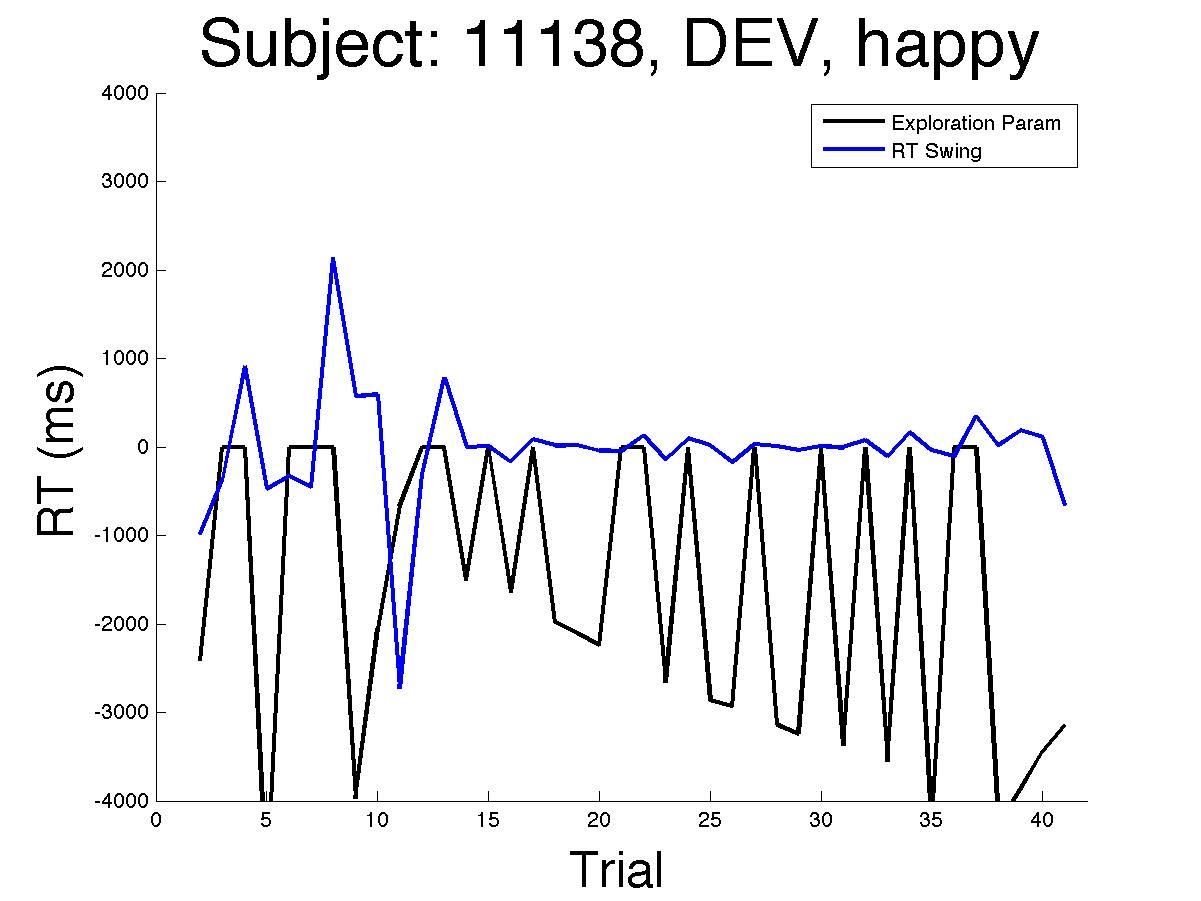 Subject: 11138, DEV, happy
4000
3000
2000
1000
0
-1000
-2000
-3000
-4000
RT (ms)
Exploration Param
RT Swing
0 5 10 15 20 25 30 35 40
Trial